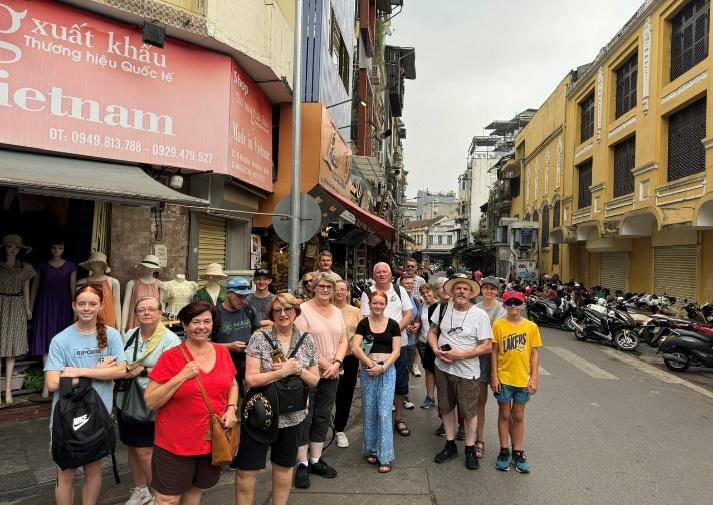 g xuất khẩu
Thương hiệu Quốc tế
ietnam
ĐT: 0949.813.788 - 0929.479.527
Shop
Made in Vietnam
RIP CURL
NIKE
LAKERS